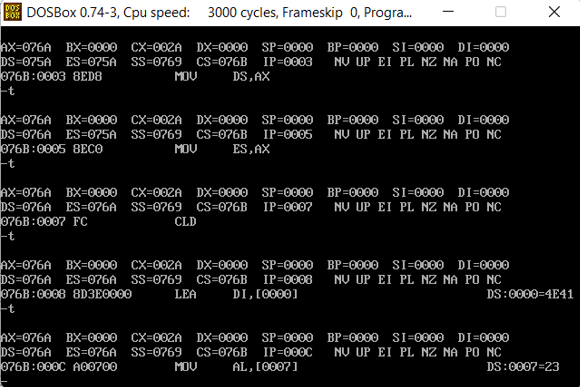 DOSBox 0.74-3, Cpu speed: 3000 cycles, Frameskip 0, Progra...
AX=076A BX=0000 CX=002A DX=0000 SP=0000 BP=0000 SI=0000 DI=0000
DS=075A ES=075A SS=0769 CS=076B IP=0003 NV UP EI PL NZ NA PO NC
076B:0003 8ED8 MOV DS,AX
-t
AX=076A BX=0000 CX=002A DX=0000 SP=0000 BP=0000 SI=0000 DI=0000
DS=076A ES=075A SS=0769 CS=076B IP=0005 NV UP EI PL NZ NA PO NC
076B:0005 8EC0 MOV ES,AX
-t
AX=076A BX=0000 CX=002A DX=0000 SP=0000 BP=0000 SI=0000 DI=0000
DS=076A ES=076A SS=0769 CS=076B IP=0007 NV UP EI PL NZ NA PO NC
076B:0007 FC CLD
-t
AX=076A BX=0000 CX=002A DX=0000 SP=0000 BP=0000 SI=0000 DI=0000
DS=076A ES=076A SS=0769 CS=076B IP=0008 NV UP EI PL NZ NA PO NC
076B:0008 8D3E0000 LEA DI,[0000] DS:0000=4E41
-t
AX=076A BX=0000 CX=002A DX=0000 SP=0000 BP=0000 SI=0000 DI=0000
DS=076A ES=076A SS=0769 CS=076B IP=000C NV UP EI PL NZ NA PO NC
076B:000C A00700 MOV AL,[0007] DS:0007=23
-